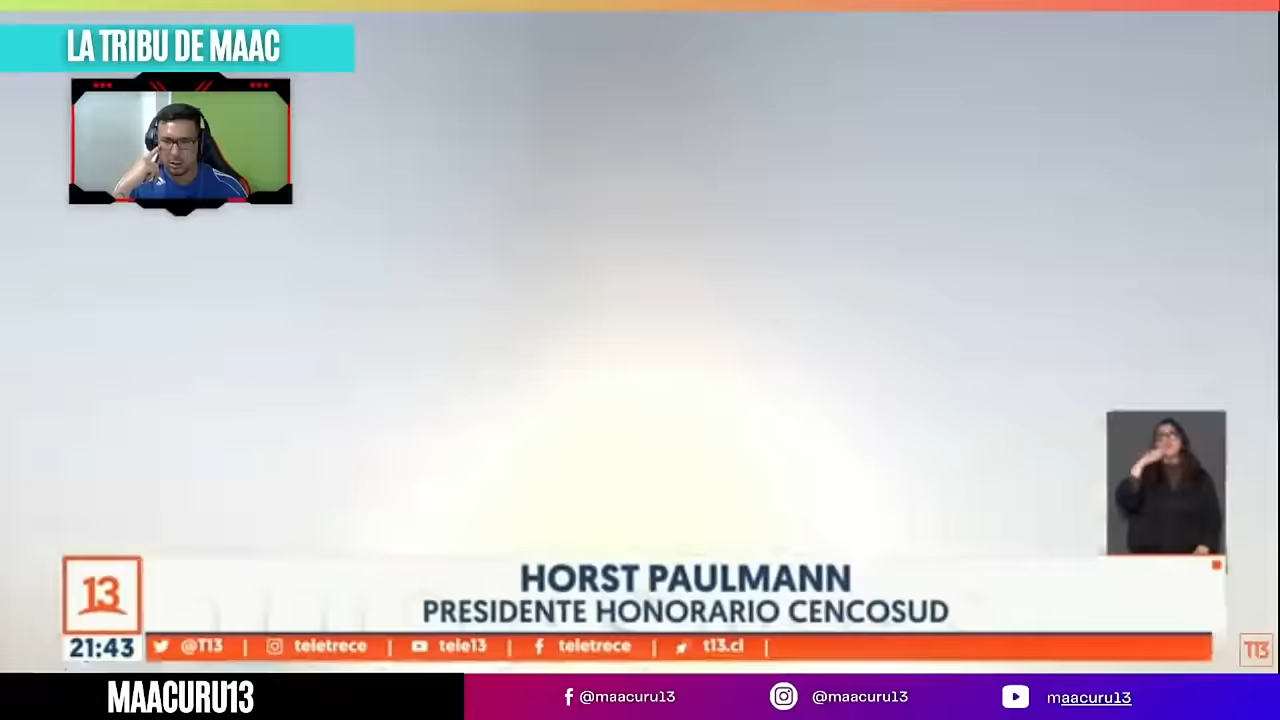 LA TRIBU DE MAAC
HORST PAULMANN
PRESIDENTE HONORARIO CENCOSUD
13
21:43
@T13 | teletrece | tele13 | teletrece | t13.cl |
T13
MAACURU13
@maacuru13
@maacuru13
maacuru13